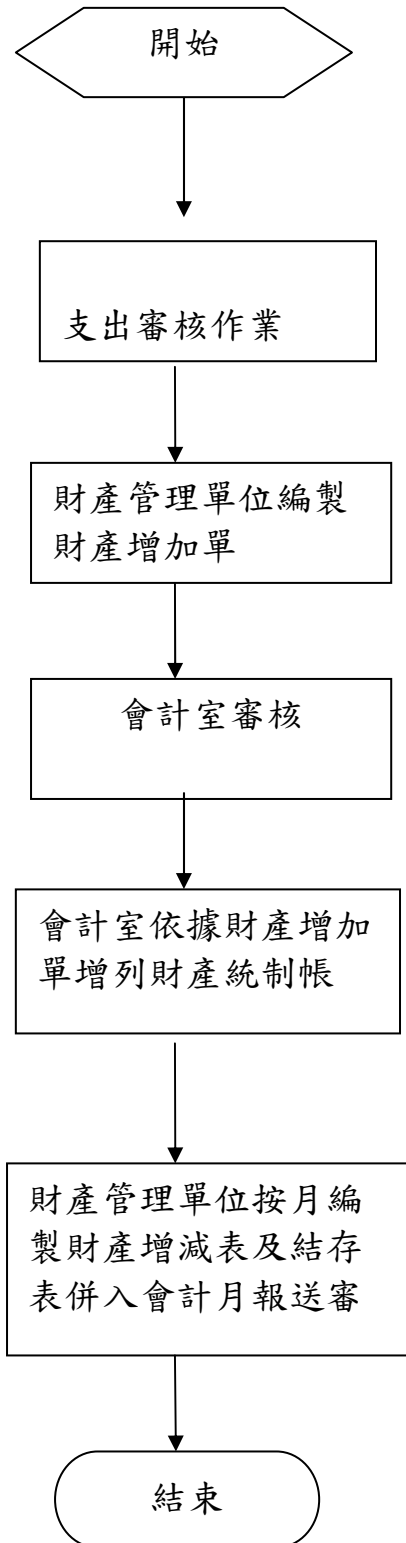 開始
支出審核作業
財產管理單位編製
財產增加單
會計室審核
會計室依據財產增加
單增列財產統制帳
財產管理單位按月編
製財產增減表及結存
表併入會計月報送審
結束